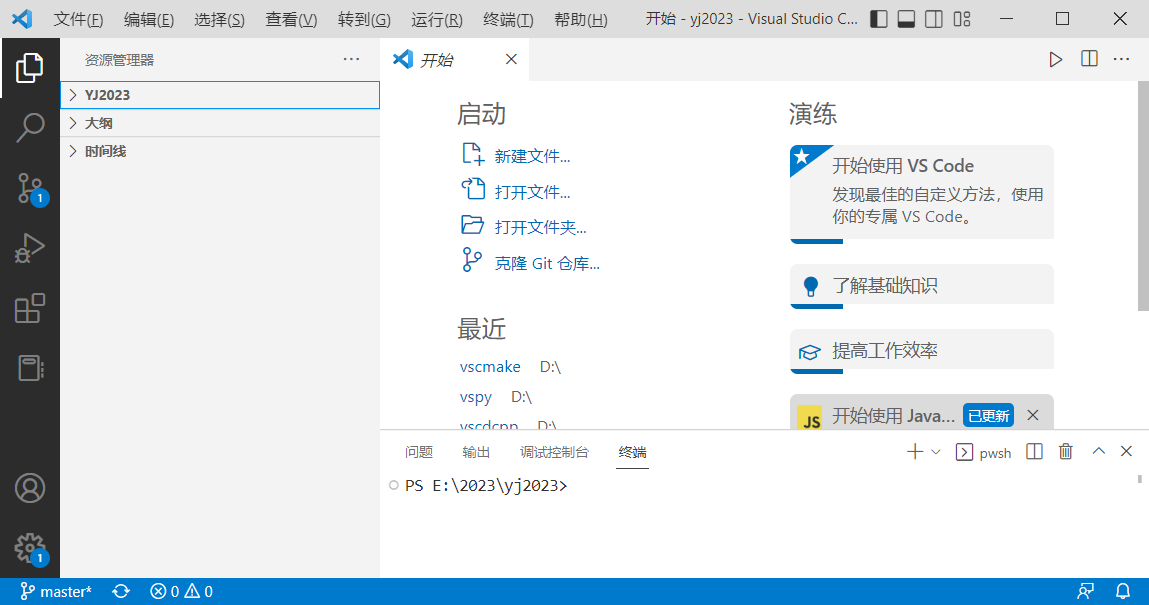 文件(F) 编辑(E) 选择(S) 查看(V) 转到(G) 运行(R) 终端(T) 帮助(H) 开始 - yj2023 - Visual Studio C...
资源管理器 ...
YJ2023
大纲
时间线
1
1
开始
启动
新建文件...
打开文件...
打开文件夹...
克隆 Git 仓库...
最近
vscmake D:\
vspy D:\
vscdcpp D:\
演练
开始使用 VS Code
发现最佳的自定义方法，使用
你的专属 VS Code。
了解基础知识
提高工作效率
JS 开始使用 Java... 已更新
问题 输出 调试控制台 终端 pwsh
PS E:\2023\yj2023>
master* 0 0